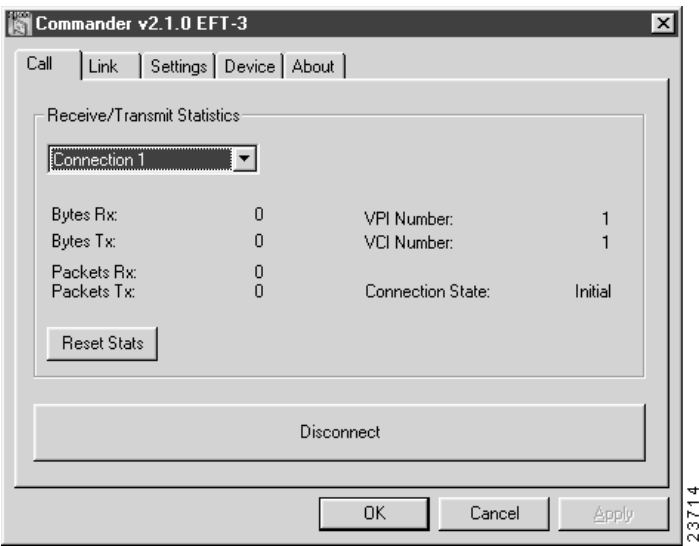 Commander v2.1.0 EFT-3
Call Link Settings Device About
Receive/Transmit Statistics
Connection 1
Bytes Rx: 0 VPI Number: 1
Bytes Tx: 0 VCI Number: 1
Packets Rx: 0
Packets Tx: 0 Connection State: Initial
Reset Stats
Disconnect
OK Cancel Apply
23714